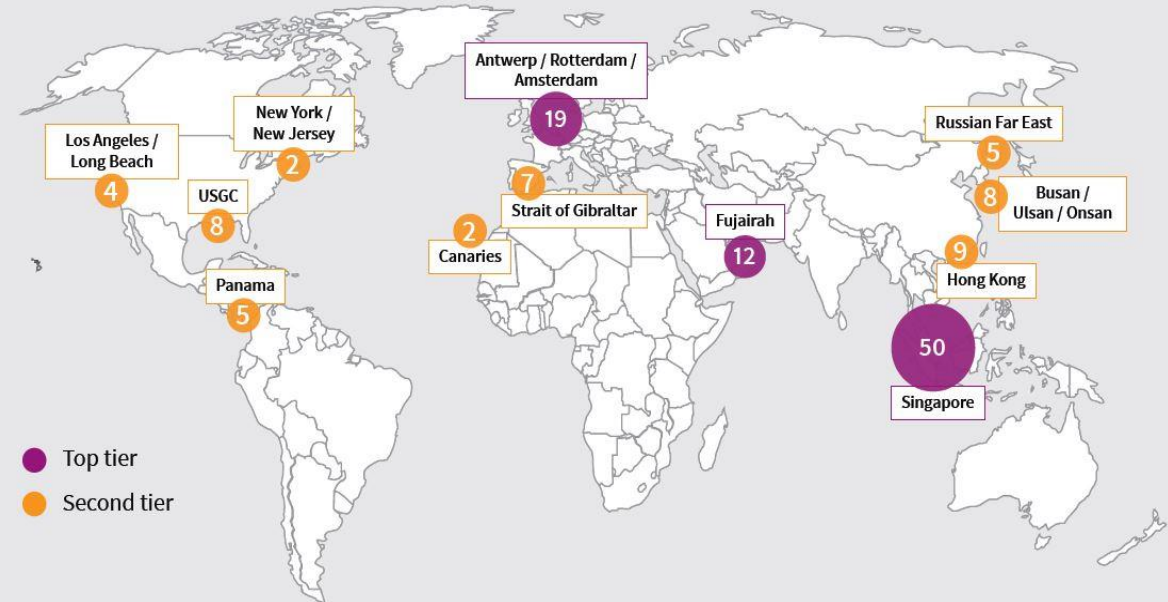 Antwerp / Rotterdam /
Amsterdam
19
New York /
New Jersey
2
Los Angeles /
Long Beach
4
USGC
8
Panama
5
7
Strait of Gibraltar
2
Canaries
Fujairah
12
Russian Far East
5
8
Busan /
Ulsan / Onsan
9
Hong Kong
50
Singapore
Top tier
Second tier